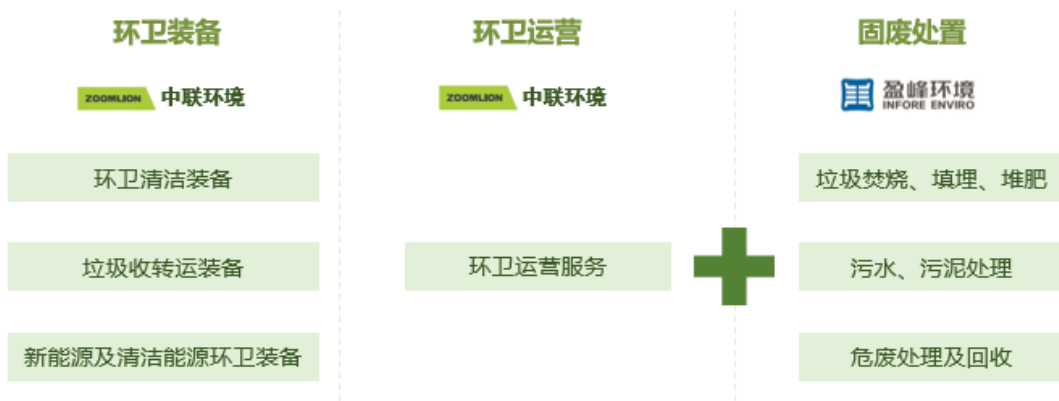 环卫装备
ZOOMLION 中联环境
环卫清洁装备
垃圾收转运装备
新能源及清洁能源环卫装备
环卫运营
ZOOMLION 中联环境
环卫运营服务
固废处置
盈峰环境
INFORE ENVIRO
垃圾焚烧、填埋、堆肥
污水、污泥处理
危废处理及回收